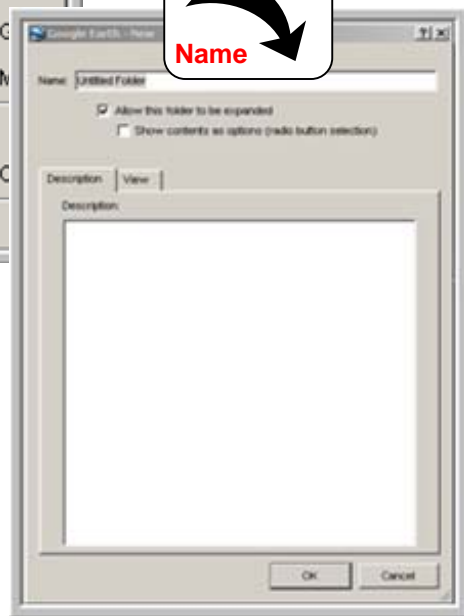 Google Earth - New
Name
Name: Untitled Folder
Allow this folder to be expanded
Show contents as options (radio button selection)
Description
View
Description:
OK
Cancel